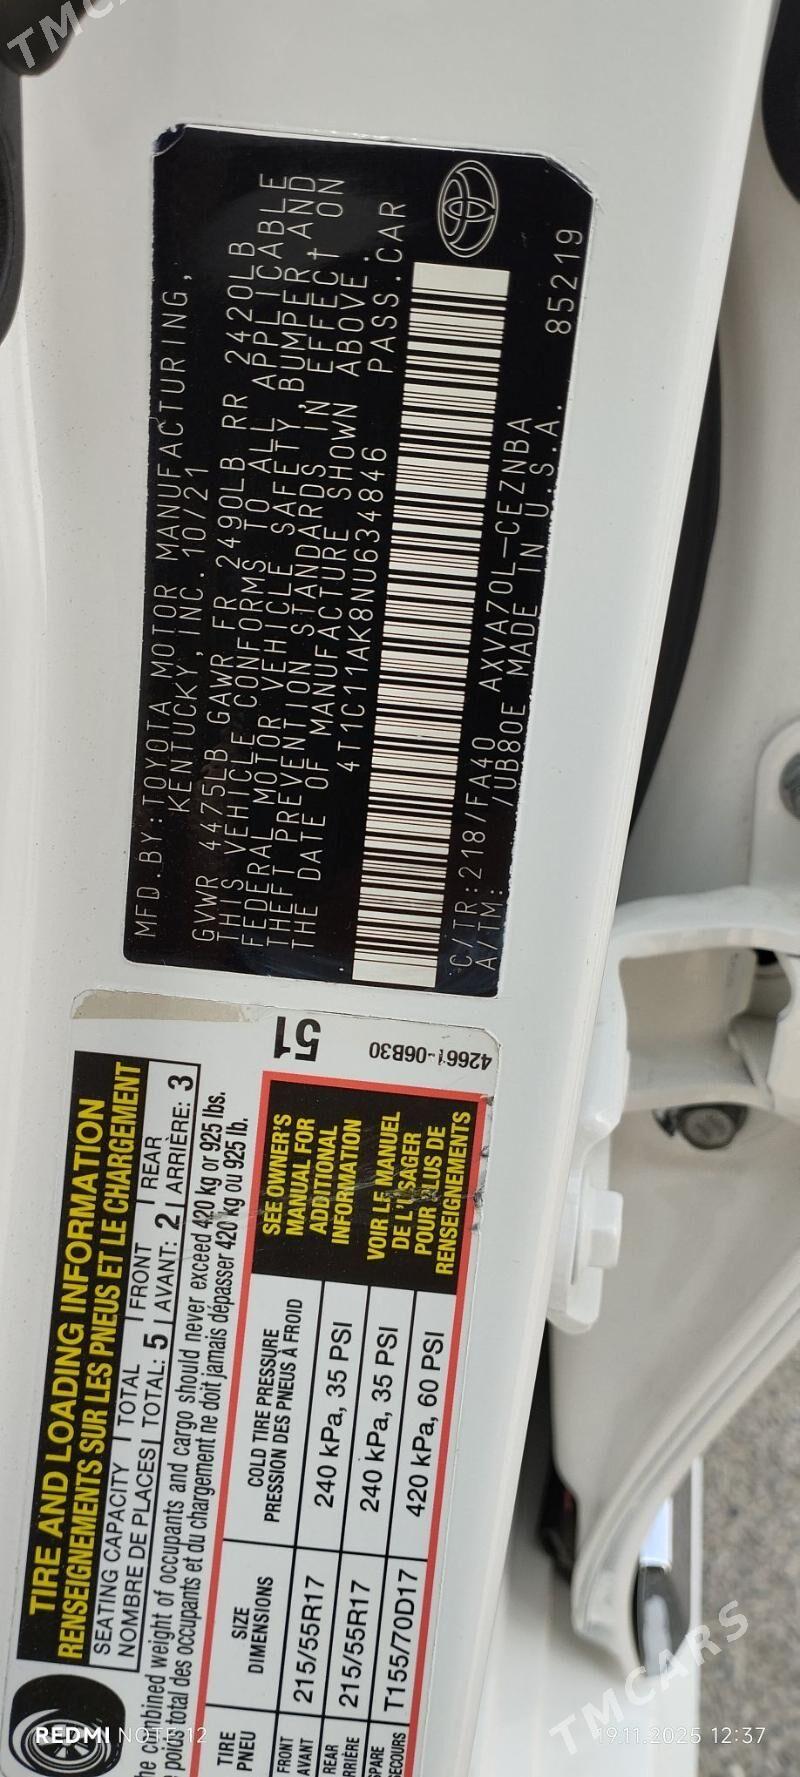 MFD.BY:TOYOTA MOTOR MANUFACTURING,
KENTUCKY, INC. 10/21
GVWR 4475LB GAWR FR 2490LB RR 2420LB
THIS VEHICLE CONFORMS TO ALL APPLICABLE
FEDERAL MOTOR VEHICLE SAFETY, BUMPER, AND
THEFT PREVENTION STANDARDS IN EFFECT ON
THE DATE OF MANUFACTURE SHOWN ABOVE.
4T1C11AK8NU634846 PASS.CAR
C/TR:218/FA40 AXVA70L-CEZNBA
A/TM: /UB80E MADE IN U.S.A. 85219
51
42661-06B30
TIRE AND LOADING INFORMATION
RENSEIGNEMENTS SUR LES PNEUS ET LE CHARGEMENT
SEATING CAPACITY TOTAL FRONT REAR
NOMBRE DE PLACES TOTAL: 5 AVANT: 2 ARRIÈRE: 3
he combined weight of occupants and cargo should never exceed 420 kg or 925 lbs.
poids total des occupants et du chargement ne doit jamais dépasser 420 kg ou 925 lb.
TIRE SIZE COLD TIRE PRESSURE
PNEU DIMENSIONS PRESSION DES PNEUS À FROID
FRONT
AVANT 215/55R17 240 kPa, 35 PSI
REAR
RRIÈRE 215/55R17 240 kPa, 35 PSI
SPARE
SECOURS T155/70D17 420 kPa, 60 PSI
SEE OWNER'S
MANUAL FOR
ADDITIONAL
INFORMATION
VOIR LE MANUEL
DE L'USAGER
POUR PLUS DE
RENSEIGNEMENTS
TMCARS
REDMI NOTE 12
19.11.2025 12:37